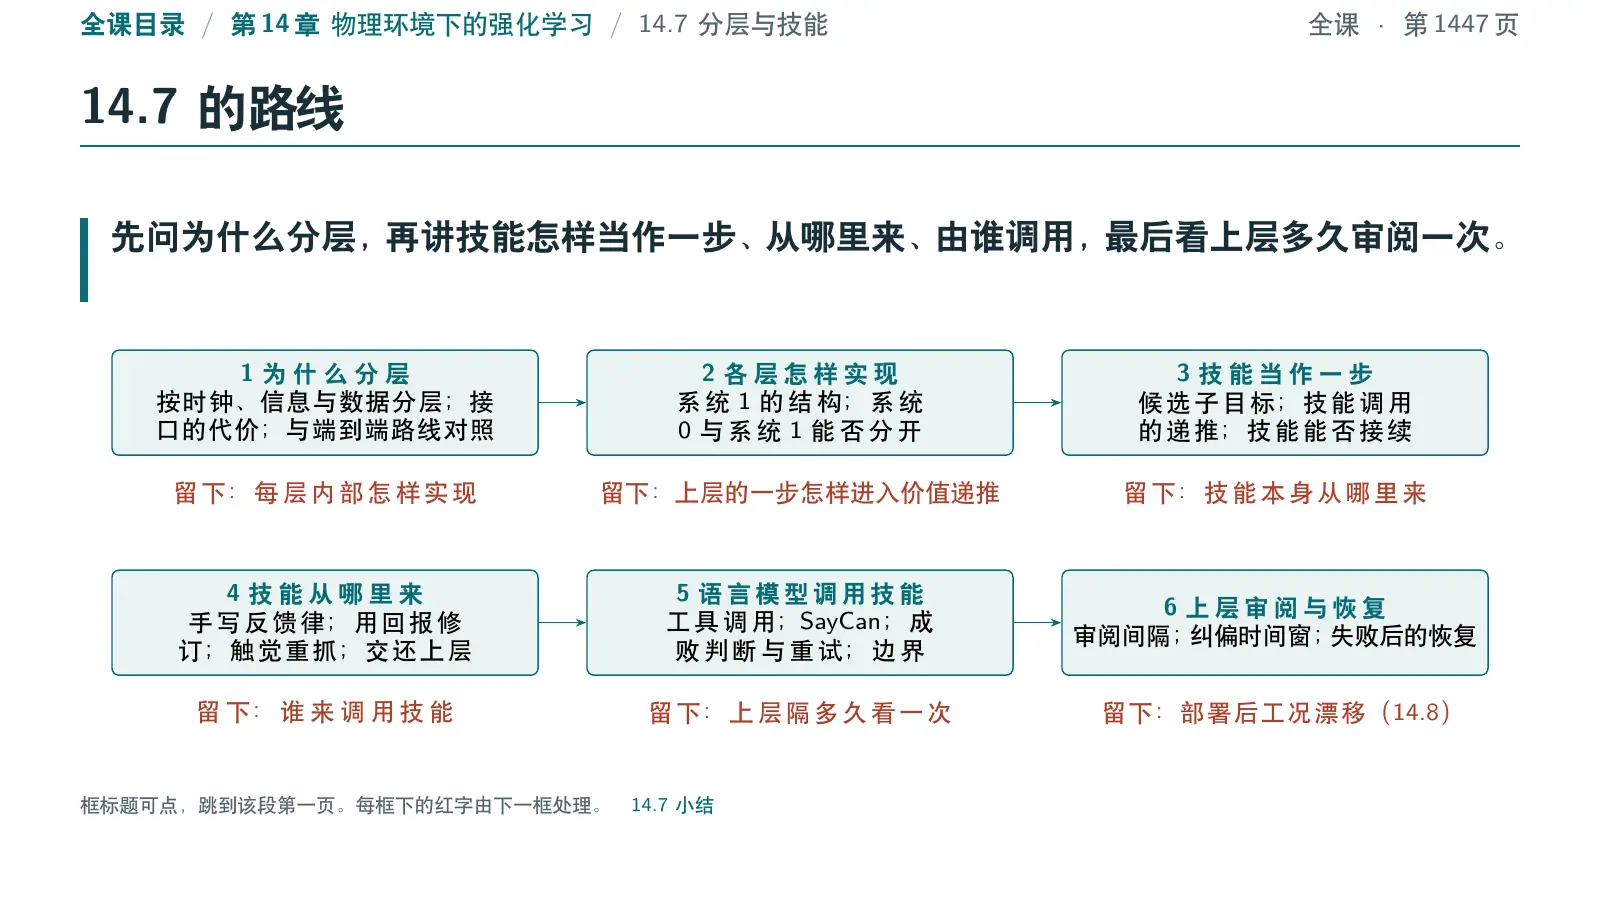 全课目录 / 第 14 章 物理环境下的强化学习 / 14.7 分层与技能
全课 · 第 1447 页
14.7 的路线
先问为什么分层，再讲技能怎样当作一步、从哪里来、由谁调用，最后看上层多久审阅一次。
1 为什么分层
按时钟、信息与数据分层；接
口的代价；与端到端路线对照
留下：每层内部怎样实现
2 各层怎样实现
系统 1 的结构；系统
0 与系统 1 能否分开
留下：上层的一步怎样进入价值递推
3 技能当作一步
候选子目标；技能调用
的递推；技能能否接续
留下：技能本身从哪里来
4 技能从哪里来
手写反馈律；用回报修
订；触觉重抓；交还上层
留下：谁来调用技能
5 语言模型调用技能
工具调用；SayCan；成
败判断与重试；边界
留下：上层隔多久看一次
6 上层审阅与恢复
审阅间隔；纠偏时间窗；失败后的恢复
留下：部署后工况漂移（14.8）
框标题可点，跳到该段第一页。每框下的红字由下一框处理。 14.7 小结